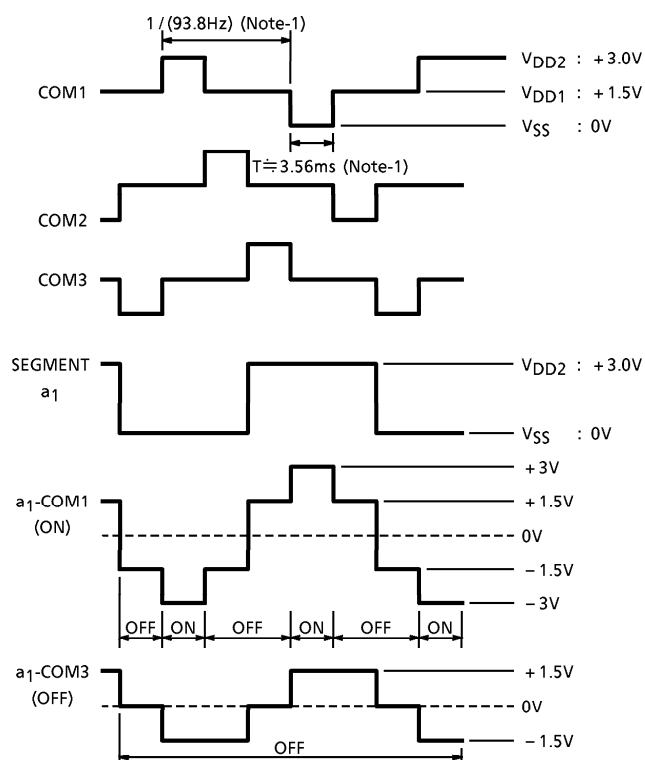 1 / (93.8Hz) (Note-1)
COM1
VDD2 : +3.0V
VDD1 : +1.5V
VSS : 0V
T≒3.56ms (Note-1)
COM2
COM3
SEGMENT
a1
VDD2 : +3.0V
VSS : 0V
a1-COM1
(ON)
+3V
+1.5V
0V
−1.5V
−3V
OFF ON OFF ON OFF ON
a1-COM3
(OFF)
+1.5V
0V
−1.5V
OFF